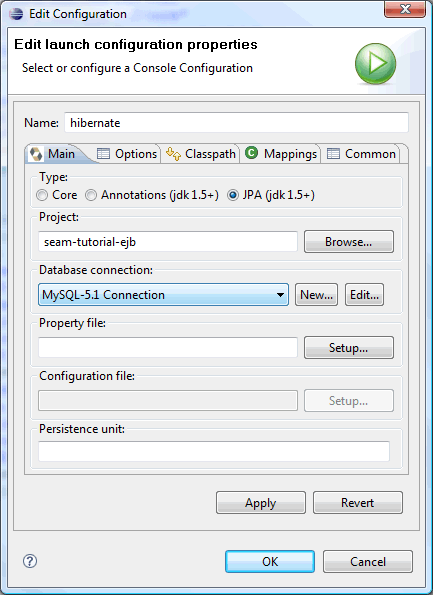 Edit Configuration
Edit launch configuration properties
Select or configure a Console Configuration
Name: hibernate
Main Options Classpath Mappings Common
Type:
Core Annotations (jdk 1.5+) JPA (jdk 1.5+)
Project:
seam-tutorial-ejb Browse...
Database connection:
MySQL-5.1 Connection New... Edit...
Property file:
Setup...
Configuration file:
Setup...
Persistence unit:
Apply Revert
OK Cancel